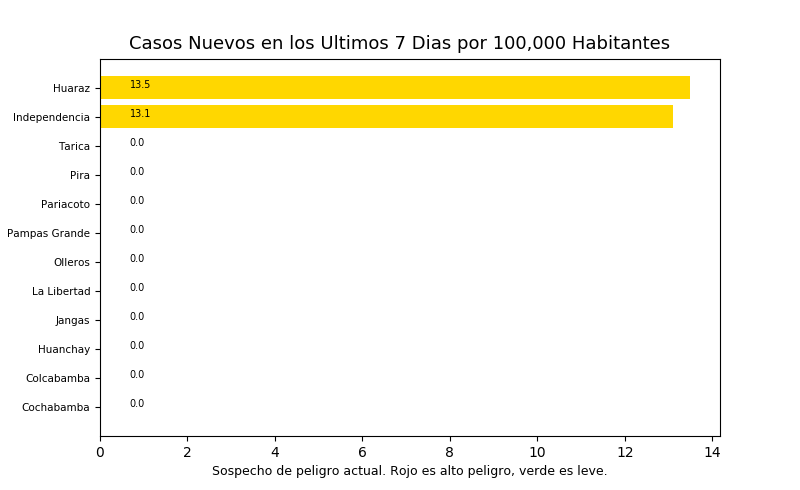 Casos Nuevos en los Ultimos 7 Dias por 100,000 Habitantes
Huaraz 13.5
Independencia 13.1
Tarica 0.0
Pira 0.0
Pariacoto 0.0
Pampas Grande 0.0
Olleros 0.0
La Libertad 0.0
Jangas 0.0
Huanchay 0.0
Colcabamba 0.0
Cochabamba 0.0
0 2 4 6 8 10 12 14
Sospecho de peligro actual. Rojo es alto peligro, verde es leve.